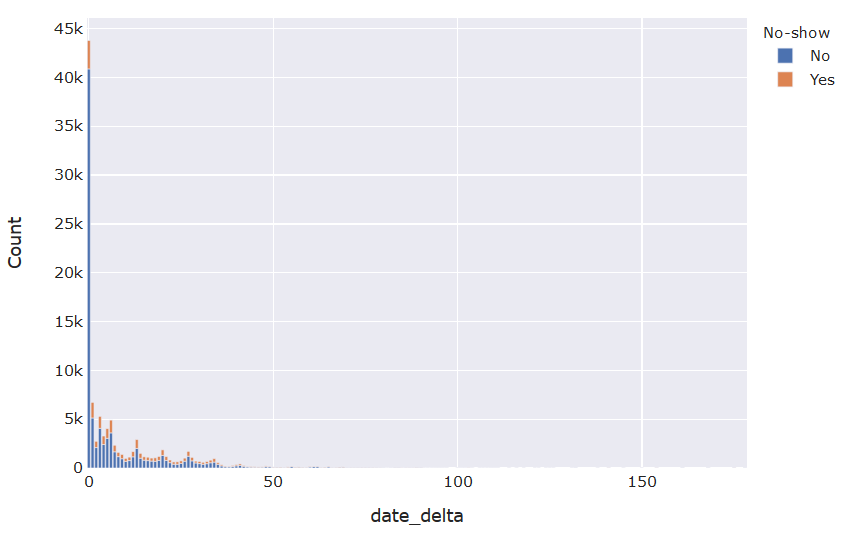 45k
40k
35k
30k
25k
20k
15k
10k
5k
0
0 50 100 150
date_delta
Count
No-show
No
Yes